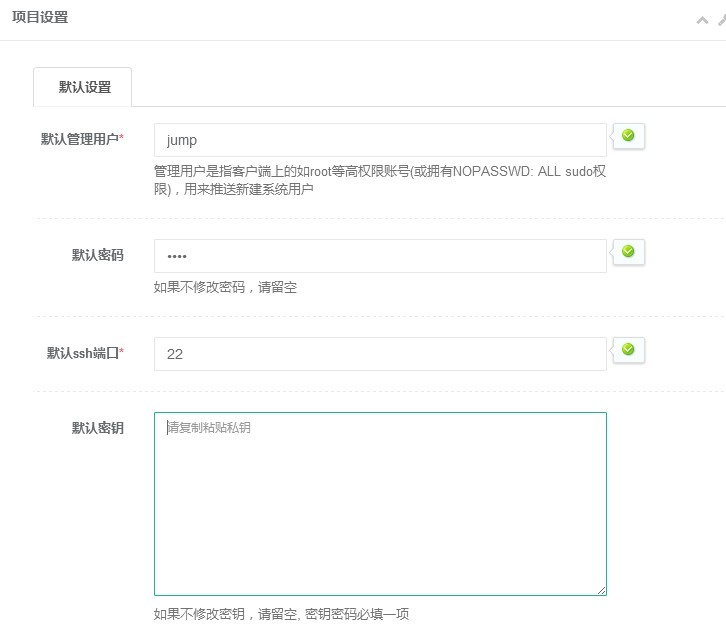 项目设置
默认设置
默认管理用户*
jump
管理用户是指客户端上的如root等高权限账号(或拥有NOPASSWD: ALL sudo权
限)，用来推送新建系统用户
默认密码
••••
如果不修改密码，请留空
默认ssh端口*
22
默认密钥
请复制粘贴私钥
如果不修改密钥，请留空, 密钥密码必填一项